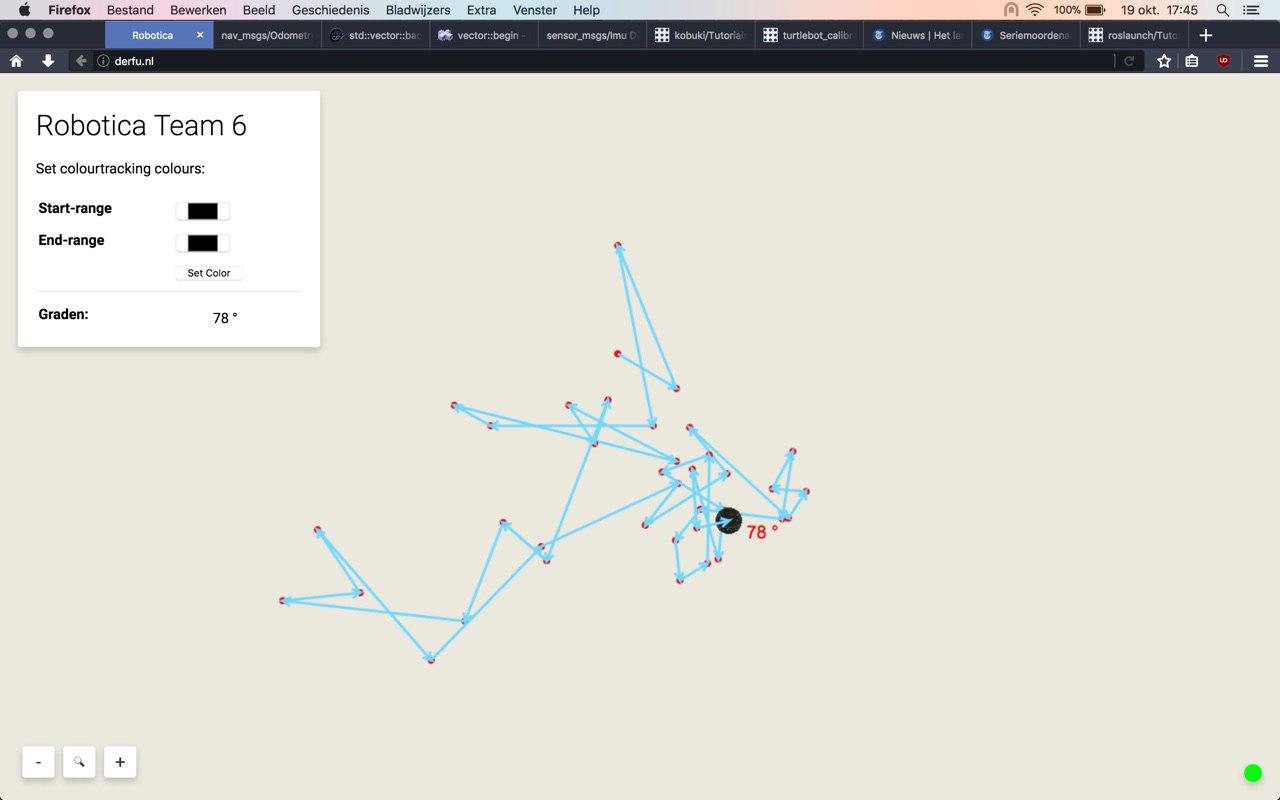 Firefox Bestand Bewerken Beeld Geschiedenis Bladwijzers Extra Venster Help 100% 19 okt. 17:45
Robotica × nav_msgs/Odometr std::vector::bac vector::begin - sensor_msgs/Imu D kobuki/Tutorial turtlebot_calibr Nieuws | Het la Seriemoordena roslaunch/Tuto +
derfu.nl
Robotica Team 6
Set colourtracking colours:
Start-range
End-range
Set Color
Graden: 78 °
78 °
- +